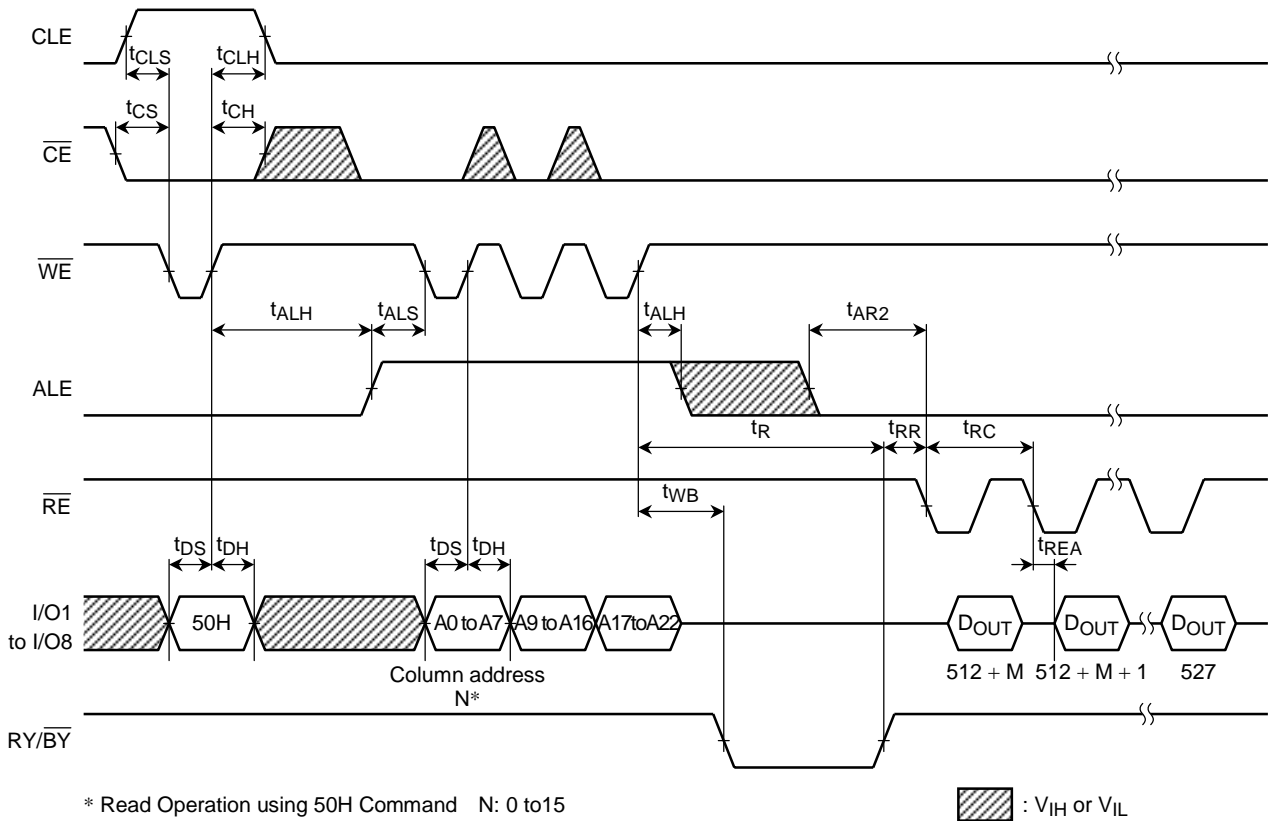 CLE
tCLS tCLH
tCS tCH
CE
WE
tALH tALS tALH tAR2
ALE
tR tRR tRC
RE
tWB
tDS tDH tDS tDH tREA
I/O1
to I/O8
50H A0 to A7 A9 to A16 A17 to A22 DOUT DOUT DOUT
Column address
N*
512 + M 512 + M + 1 527
RY/BY
* Read Operation using 50H Command N: 0 to15
: VIH or VIL